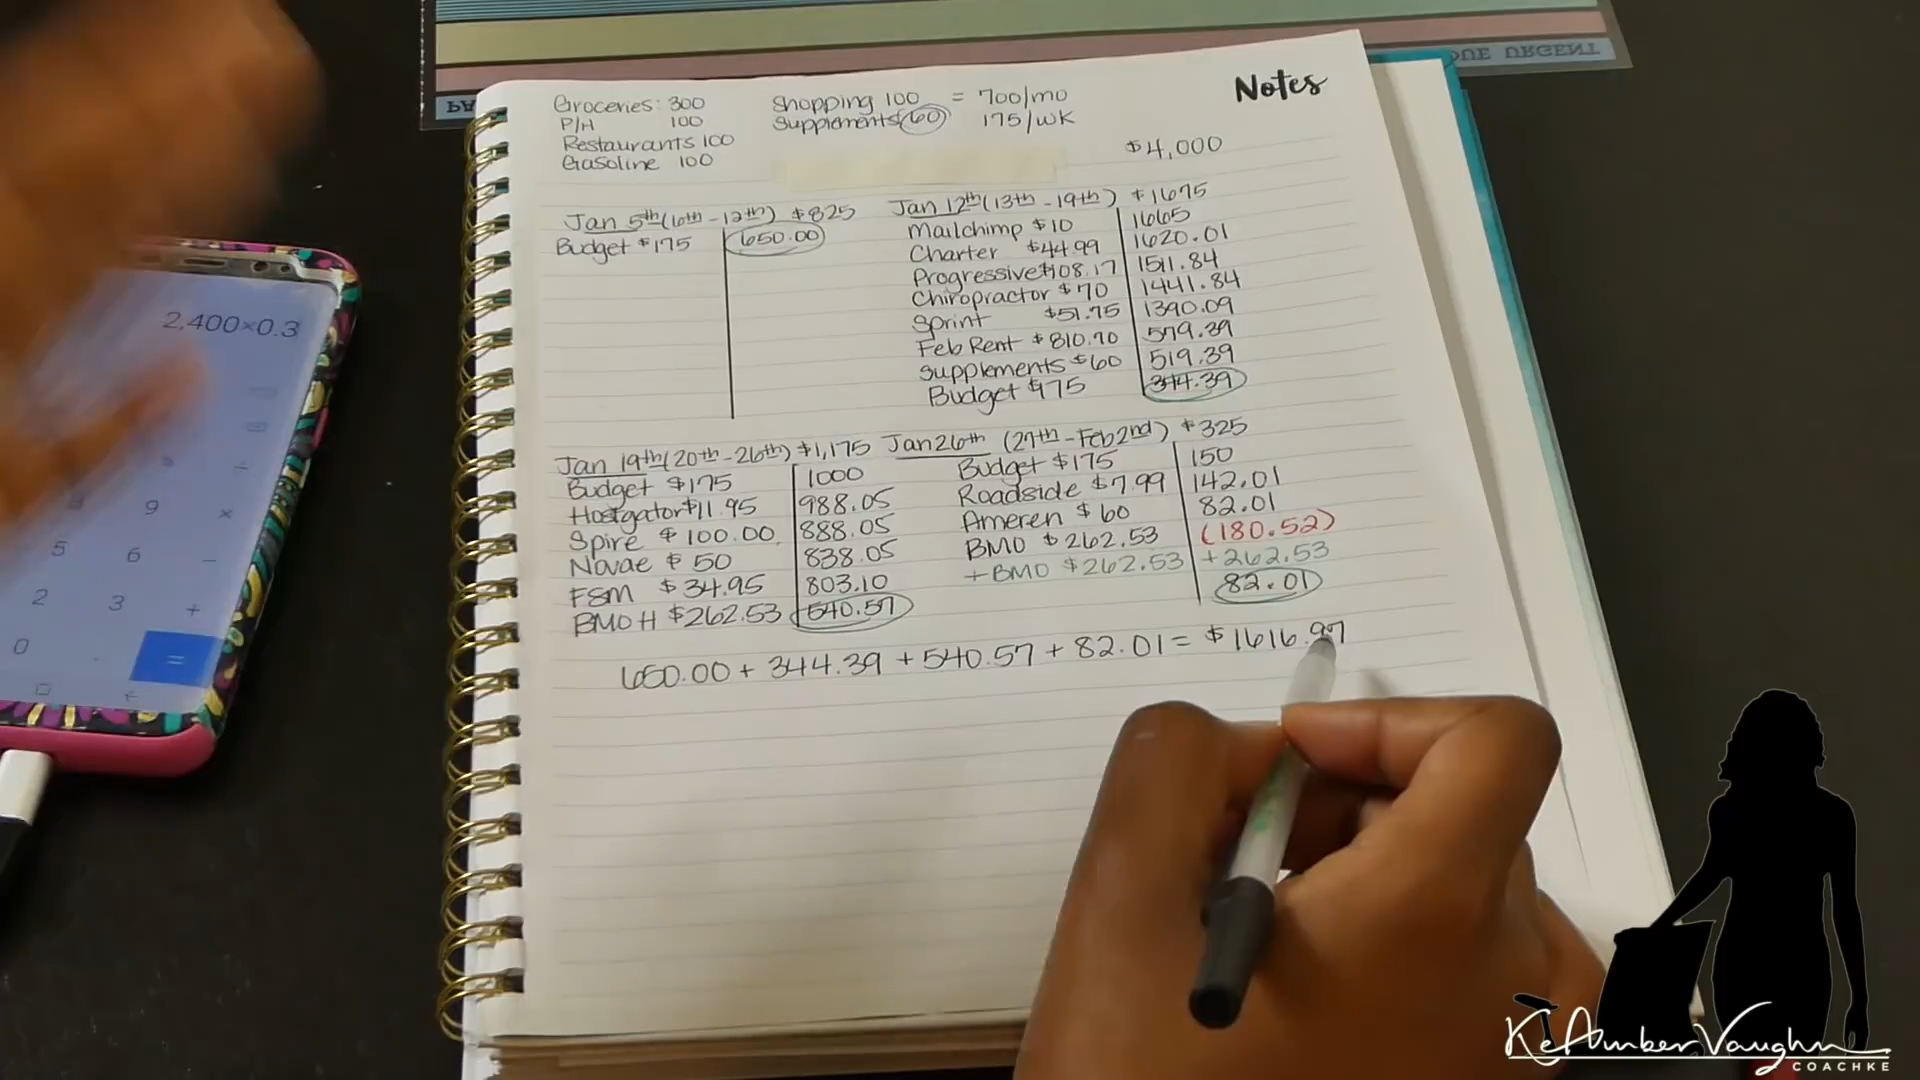 Notes
Groceries: 300
P/H 100
Restaurants 100
Gasoline 100
Shopping 100 = 700/mo
Supplements 60 175/WK
$4,000
Jan 5th (6th - 12th) $825
Budget $175 650.00
Jan 12th (13th - 19th) $1675
Mailchimp $10 1665
Charter $44.99 1620.01
Progressive $108.17 1511.84
Chiropractor $70 1441.84
Sprint $51.75 1390.09
Feb Rent $810.70 579.39
Supplements $60 519.39
Budget $175 344.39
Jan 19th (20th - 26th) $1,175
Budget $175 1000
Hostgator $11.95 988.05
Spire $100.00 888.05
Novae $50 838.05
FSM $34.95 803.10
BMO H $262.53 540.57
Jan 26th (27th - Feb 2nd) $325
Budget $175 150
Roadside $7.99 142.01
Ameren $60 82.01
BMO $262.53 (180.52)
+BMO $262.53 +262.53
82.01
650.00 + 344.39 + 540.57 + 82.01 = $1616.97
2,400×0.3
9 ×
5 6 −
2 3 +
0 . =
DUE URGENT
KeAmber Vaughn
COACHKE